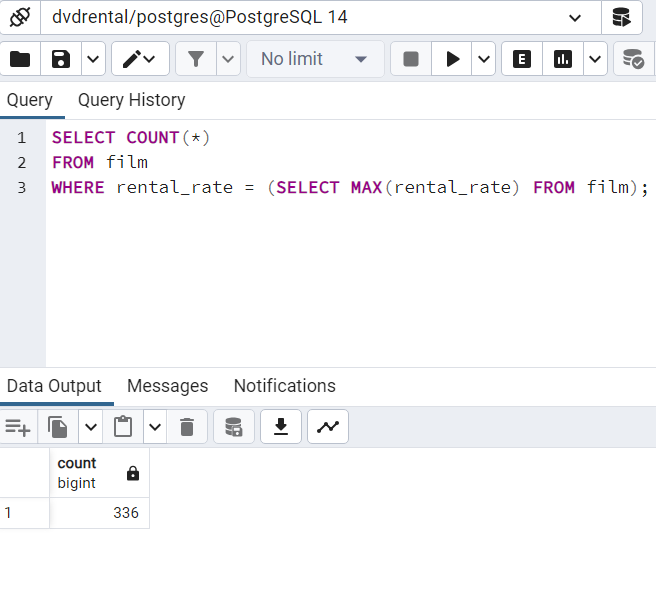 dvdrental/postgres@PostgreSQL 14
No limit
E
Query Query History
1 SELECT COUNT(*)
2 FROM film
3 WHERE rental_rate = (SELECT MAX(rental_rate) FROM film);
Data Output Messages Notifications
count
bigint
1 336